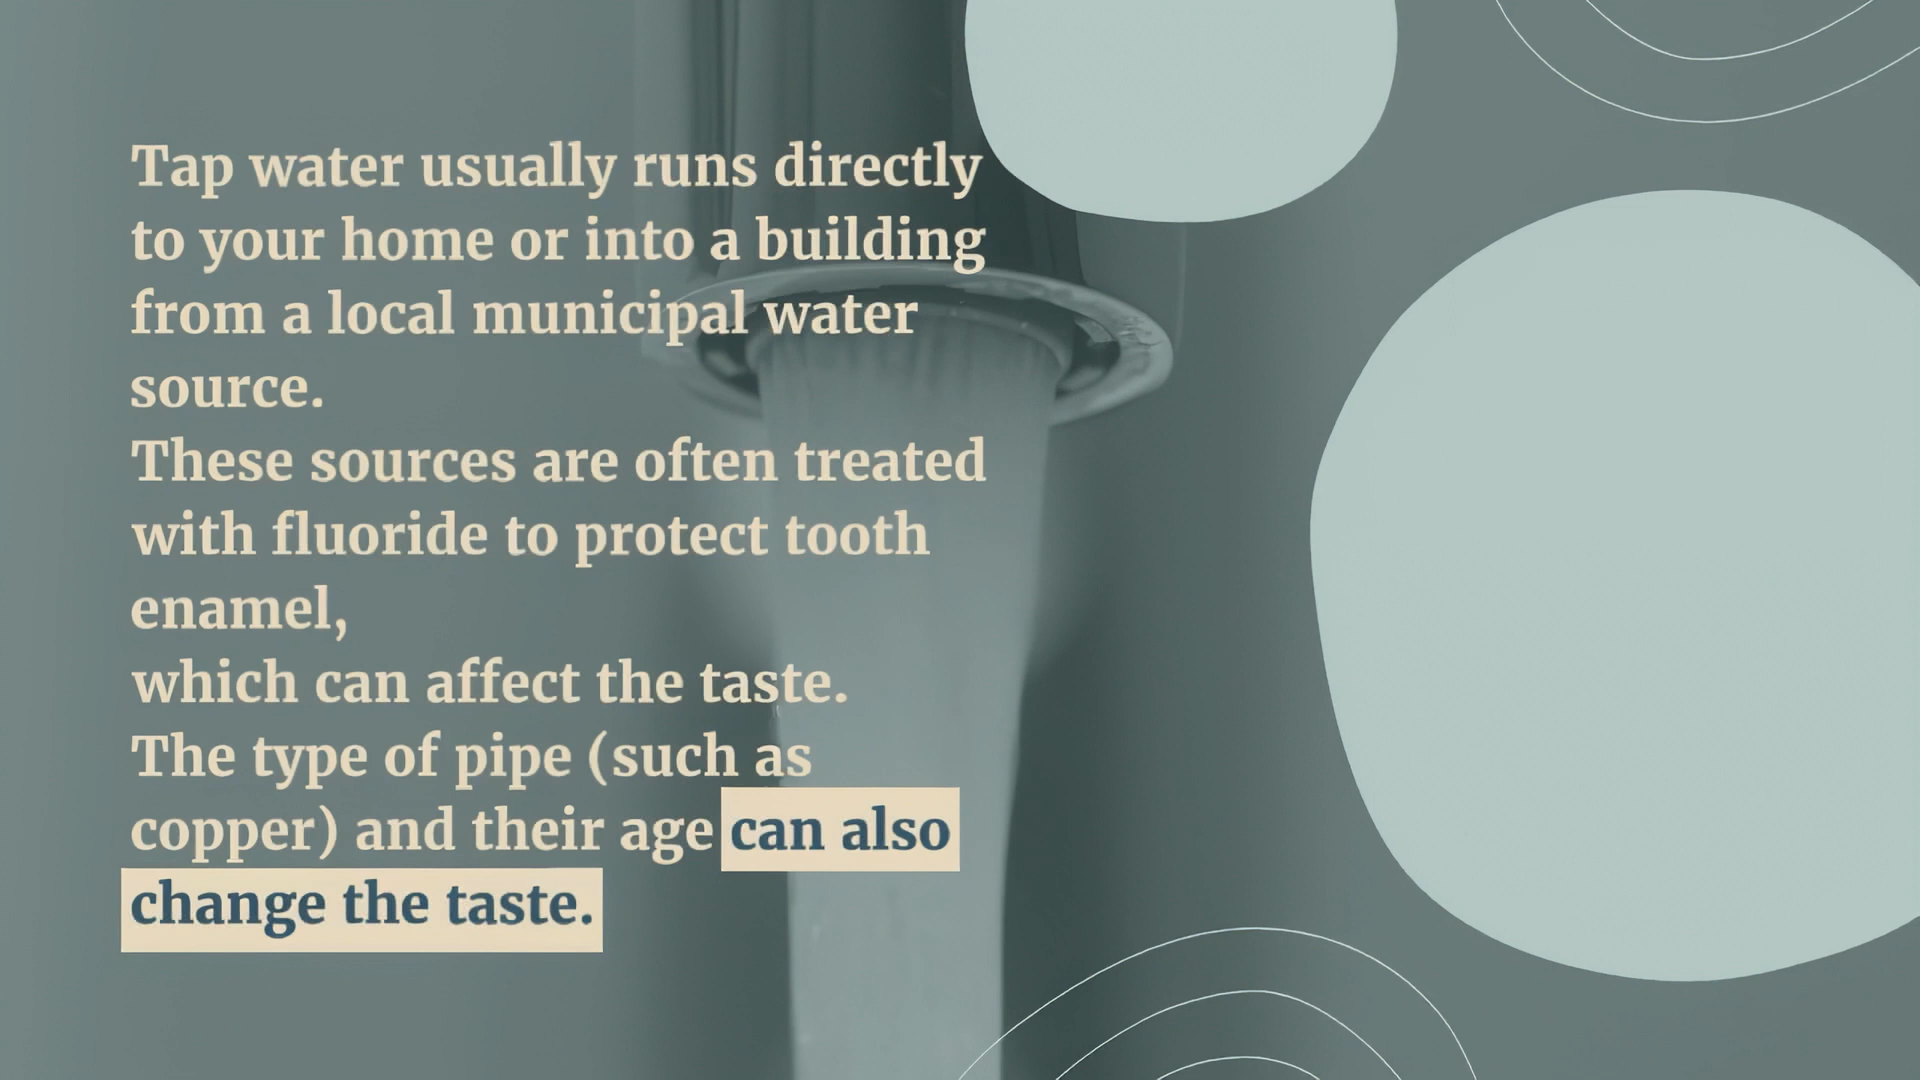 Tap water usually runs directly
to your home or into a building
from a local municipal water
source.
These sources are often treated
with fluoride to protect tooth
enamel,
which can affect the taste.
The type of pipe (such as
copper) and their age can also
change the taste.